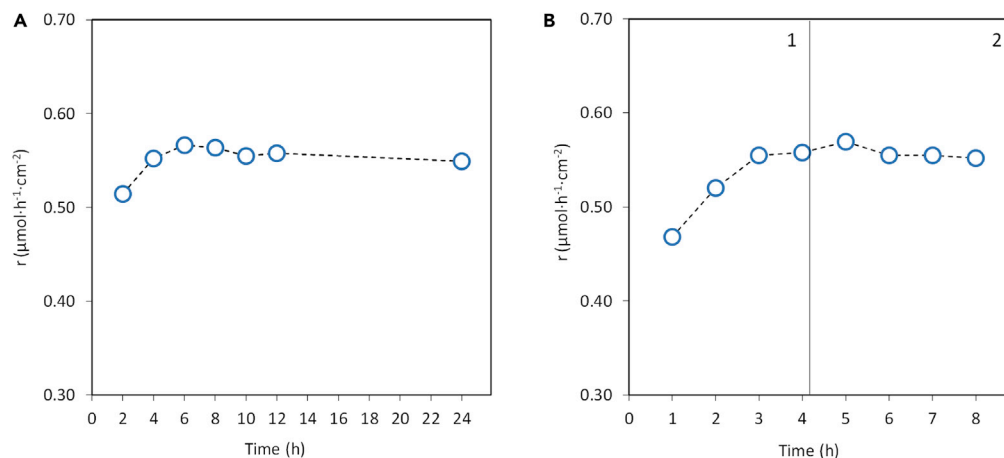 A
0.70
0.60
0.50
0.40
0.30
r (μmol·h⁻¹·cm⁻²)
0 2 4 6 8 10 12 14 16 18 20 22 24
Time (h)
B
1
2
0.70
0.60
0.50
0.40
0.30
r (μmol·h⁻¹·cm⁻²)
0 1 2 3 4 5 6 7 8
Time (h)